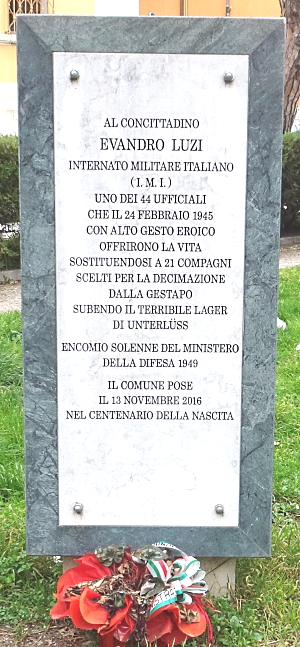 AL CONCITTADINO
EVANDRO LUZI
INTERNATO MILITARE ITALIANO
( I. M. I. )
UNO DEI 44 UFFICIALI
CHE IL 24 FEBBRAIO 1945
CON ALTO GESTO EROICO
OFFRIRONO LA VITA
SOSTITUENDOSI A 21 COMPAGNI
SCELTI PER LA DECIMAZIONE
DALLA GESTAPO
SUBENDO IL TERRIBILE LAGER
DI UNTERLÜSS
ENCOMIO SOLENNE DEL MINISTERO
DELLA DIFESA 1949
IL COMUNE POSE
IL 13 NOVEMBRE 2016
NEL CENTENARIO DELLA NASCITA